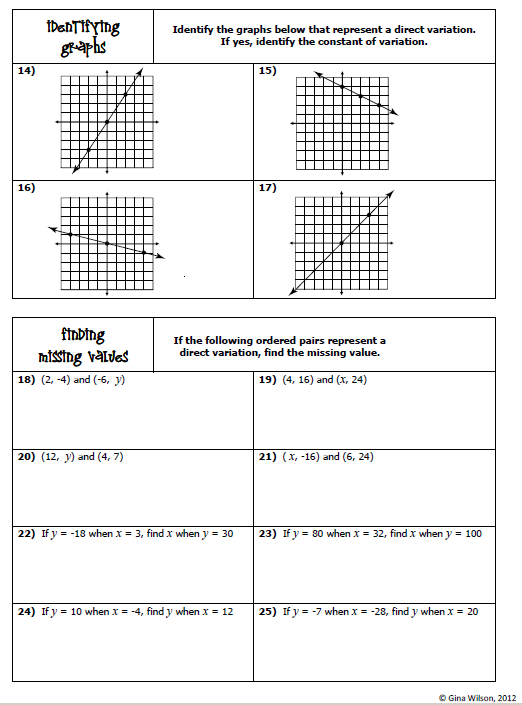 identifying
graphs
Identify the graphs below that represent a direct variation.
If yes, identify the constant of variation.
14)
15)
16)
17)
finding
missing values
If the following ordered pairs represent a
direct variation, find the missing value.
18) (2, -4) and (-6, y)
19) (4, 16) and (x, 24)
20) (12, y) and (4, 7)
21) ( x, -16) and (6, 24)
22) If y = -18 when x = 3, find x when y = 30
23) If y = 80 when x = 32, find x when y = 100
24) If y = 10 when x = -4, find y when x = 12
25) If y = -7 when x = -28, find y when x = 20
© Gina Wilson, 2012